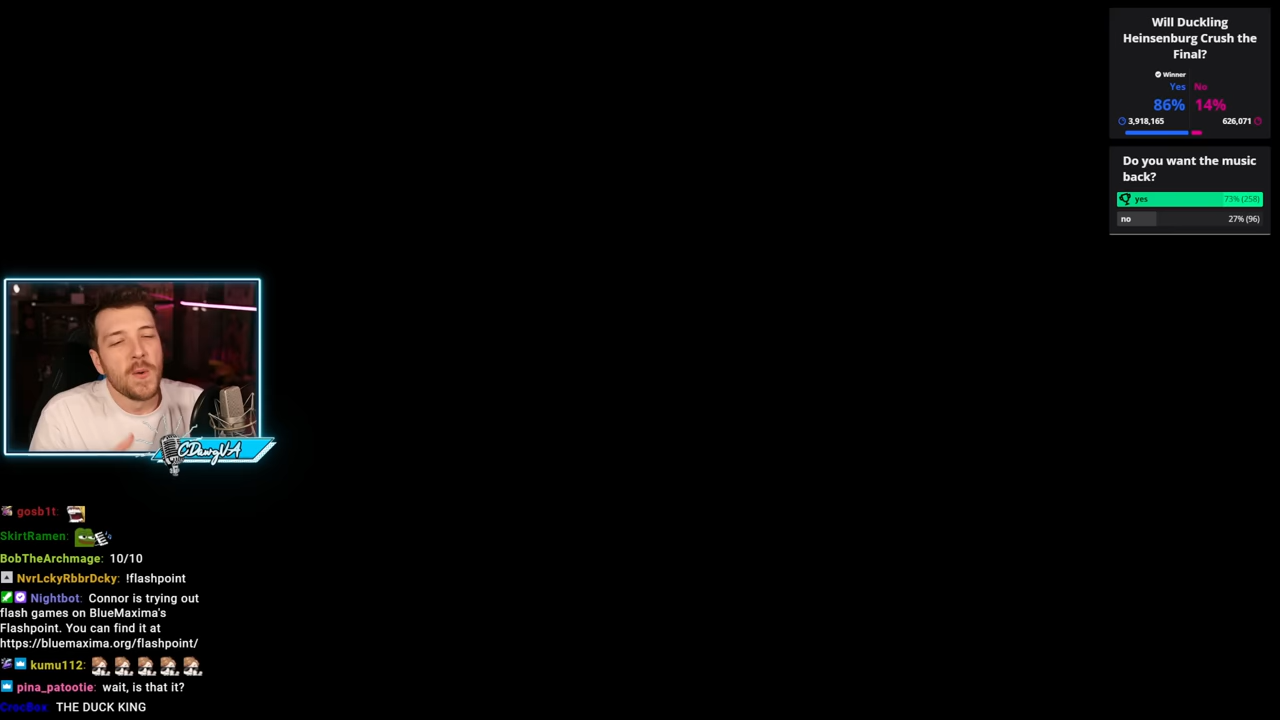 Will Duckling
Heinsenburg Crush the
Final?
Winner
Yes No
86% 14%
3,918,165 626,071
Do you want the music
back?
yes 73% (258)
no 27% (96)
CDawgVA
gosb1t:
SkirtRamen:
BobTheArchmage: 10/10
NvrLckyRbbrDcky: !flashpoint
Nightbot: Connor is trying out
flash games on BlueMaxima's
Flashpoint. You can find it at
https://bluemaxima.org/flashpoint/
kumu112:
pina_patootie: wait, is that it?
CrocBox: THE DUCK KING